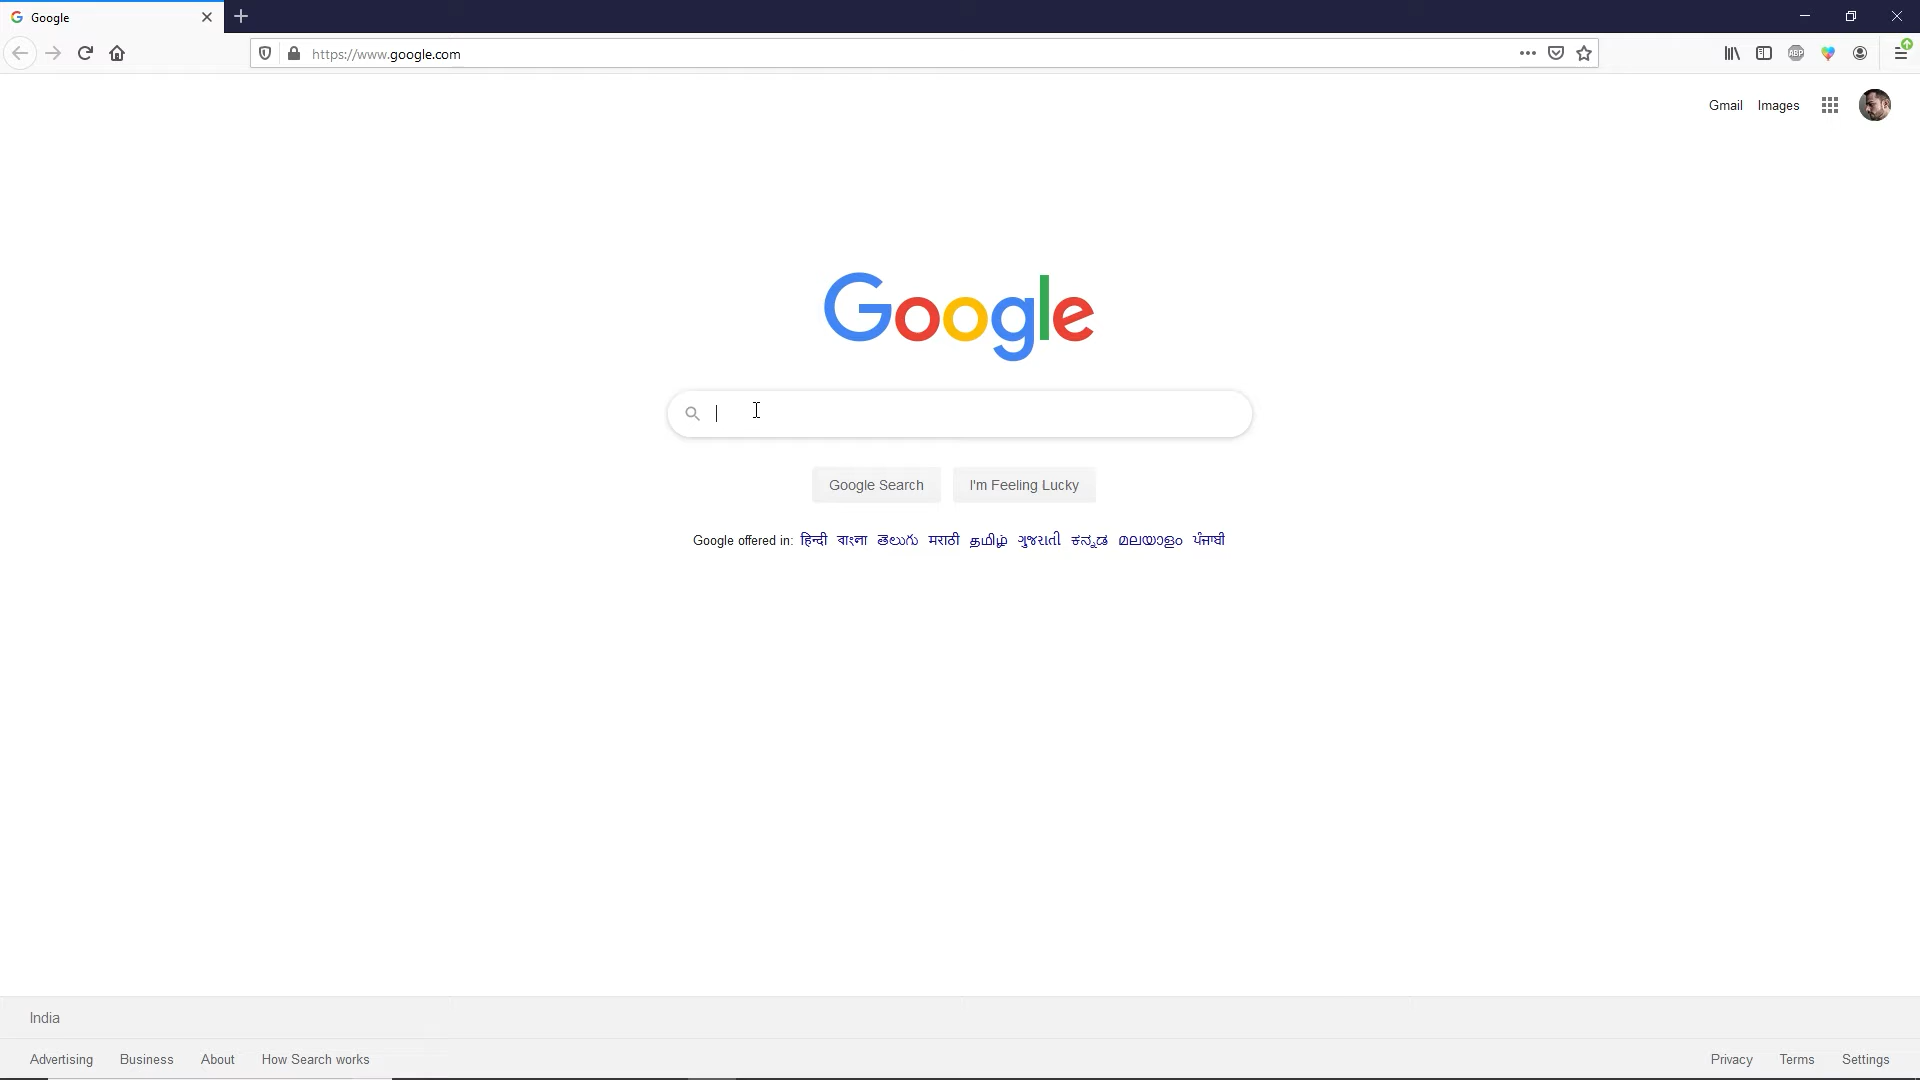 Google
https://www.google.com
ABP
Gmail Images
Google
Google Search I'm Feeling Lucky
Google offered in: हिन्दी বাংলা తెలుగు मराठी தமிழ் ગુજરાતી ಕನ್ನಡ മലയാളം ਪੰਜਾਬੀ
India
Advertising Business About How Search works Privacy Terms Settings